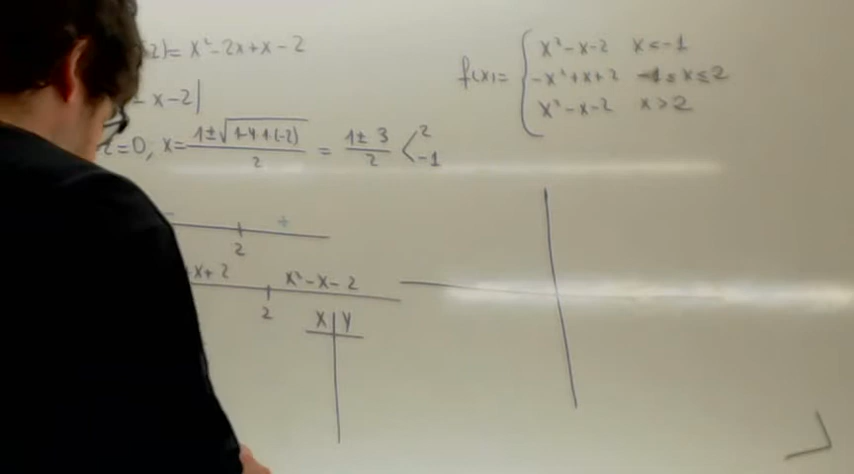 2)= x²-2x+x-2
- x-2|
=0, x= 1±√1-4·1·(-2) / 2 = 1± 3 / 2 < 2 -1
f(x)= { x²-x-2 x<-1
-x²+x+2 -1≤x≤2
x²-x-2 x>2
- +
2
x+2 x²-x-2
2
x | y